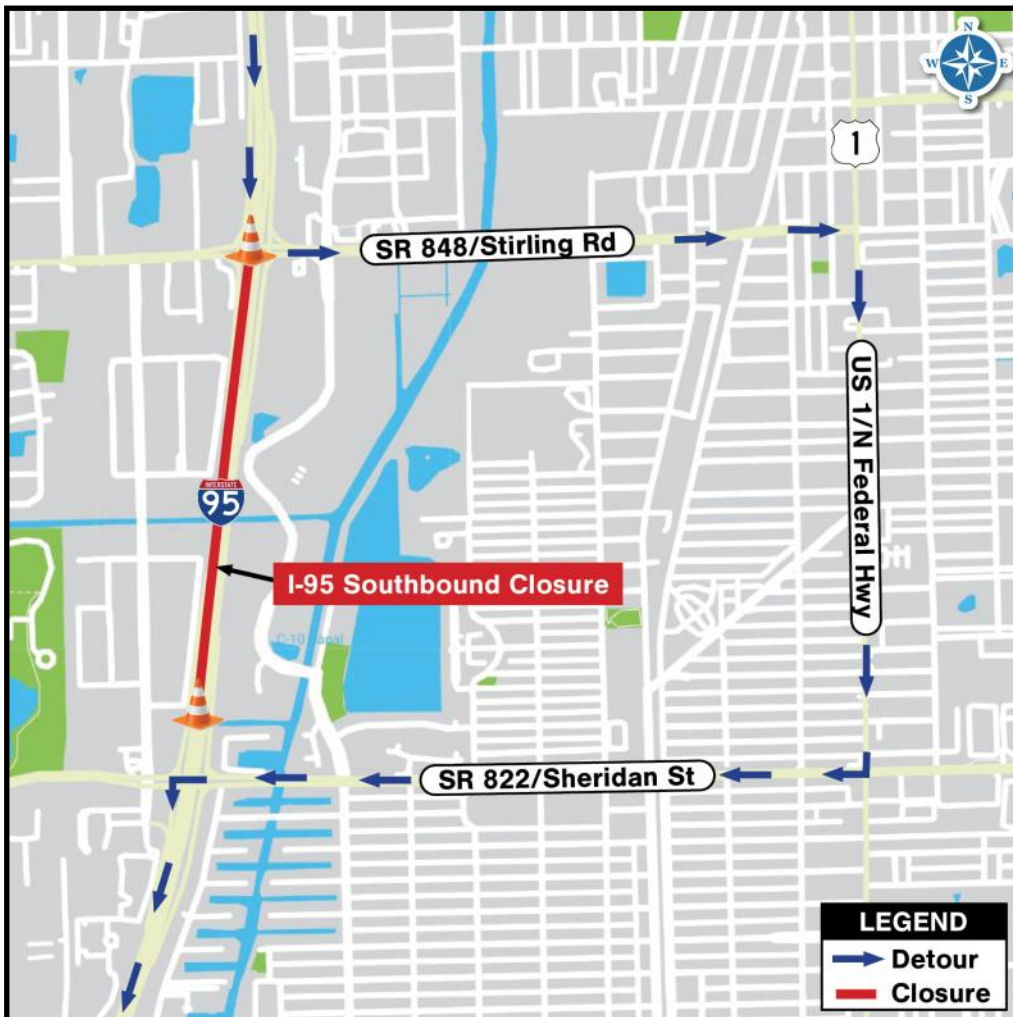 N
W E
S
1
SR 848/Stirling Rd
US 1/N Federal Hwy
INTERSTATE
95
I-95 Southbound Closure
C-10 Canal
SR 822/Sheridan St
LEGEND
Detour
Closure